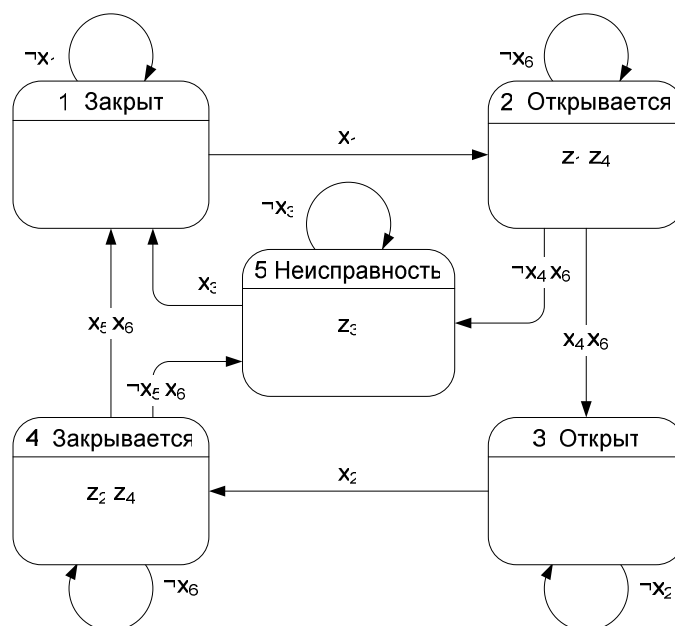 ¬x₁
¬x₆
1 Закрыт
2 Открывается
x₁
z₁ z₄
¬x₃
5 Неисправность
¬x₄ x₆
x₃
z₃
x₅ x₆
x₄ x₆
¬x₅ x₆
4 Закрывается
3 Открыт
x₂
z₂ z₄
¬x₆
¬x₂